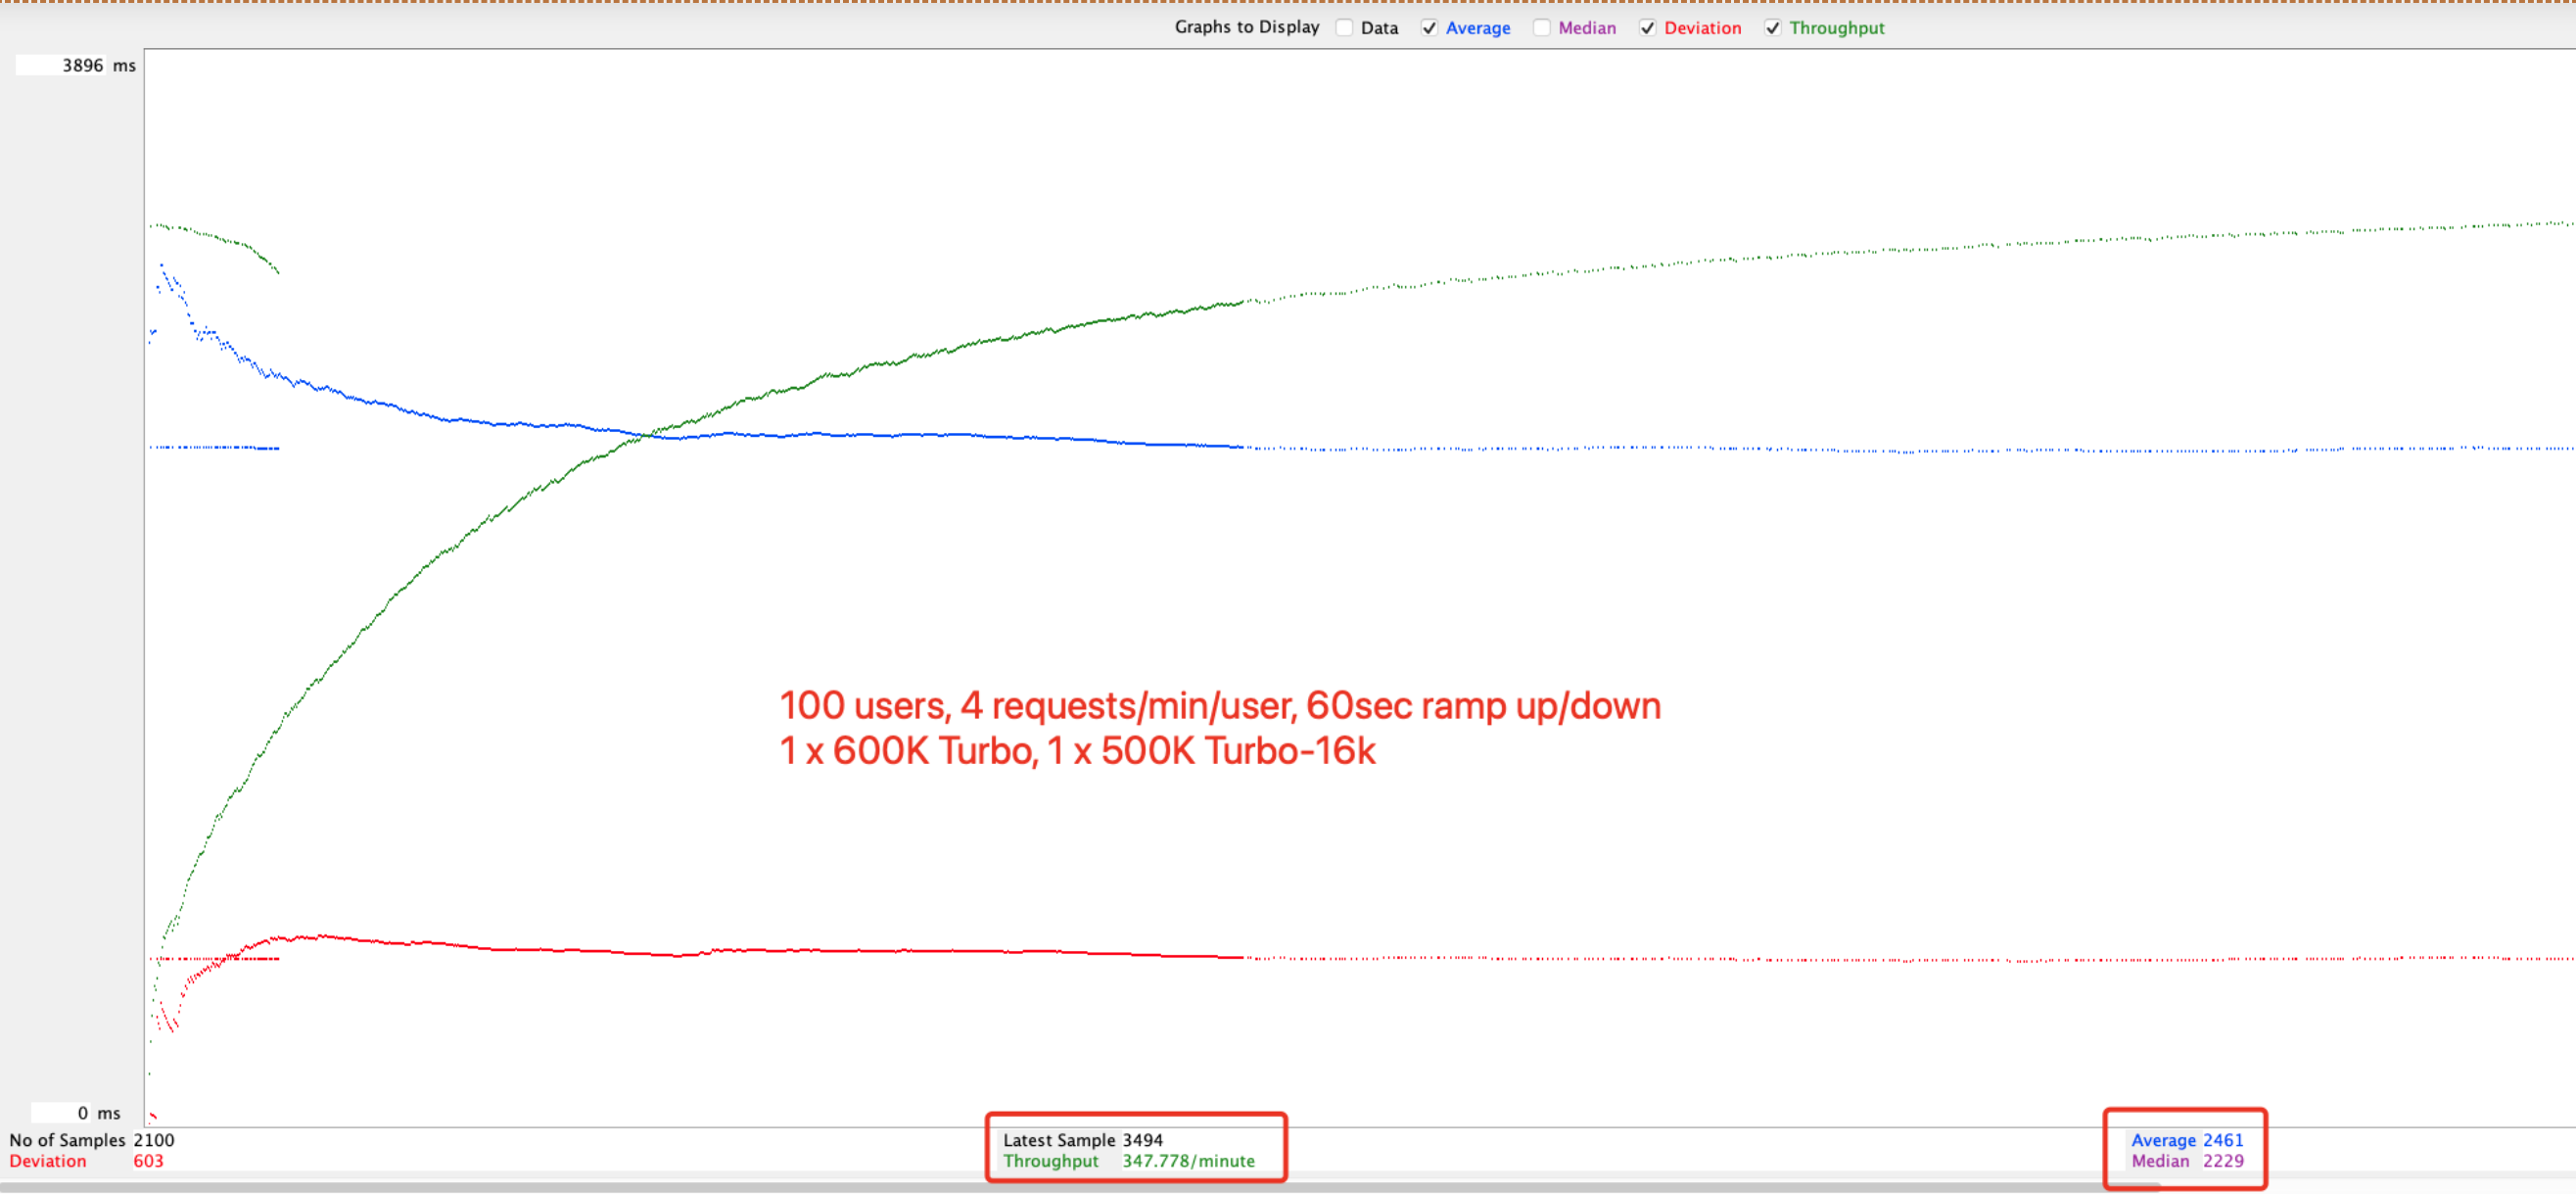 Graphs to Display Data Average Median Deviation Throughput
3896 ms
100 users, 4 requests/min/user, 60sec ramp up/down
1 x 600K Turbo, 1 x 500K Turbo-16k
0 ms
No of Samples 2100 Latest Sample 3494 Average 2461
Deviation 603 Throughput 347.778/minute Median 2229